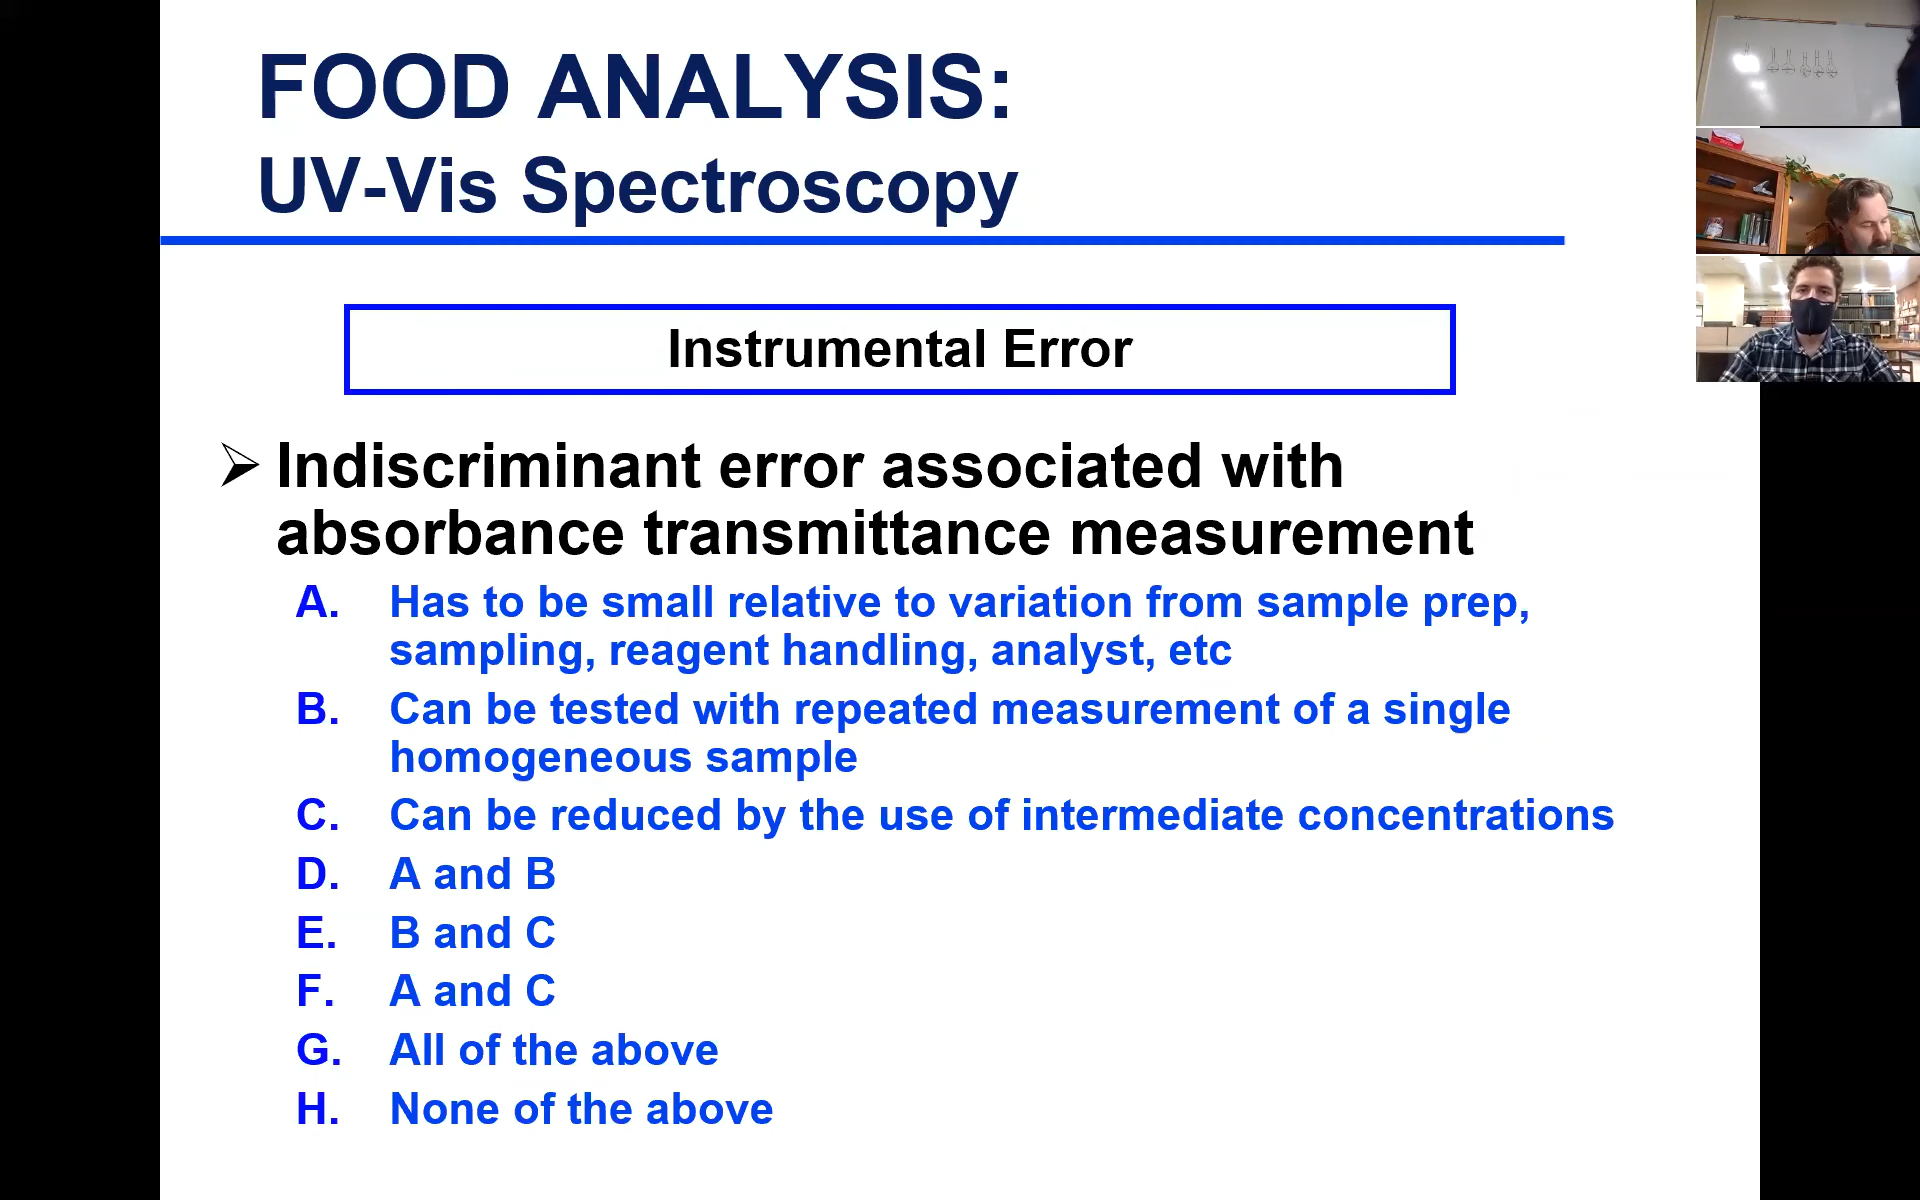 FOOD ANALYSIS:
UV-Vis Spectroscopy
Instrumental Error
➢ Indiscriminant error associated with
absorbance transmittance measurement
A. Has to be small relative to variation from sample prep,
sampling, reagent handling, analyst, etc
B. Can be tested with repeated measurement of a single
homogeneous sample
C. Can be reduced by the use of intermediate concentrations
D. A and B
E. B and C
F. A and C
G. All of the above
H. None of the above